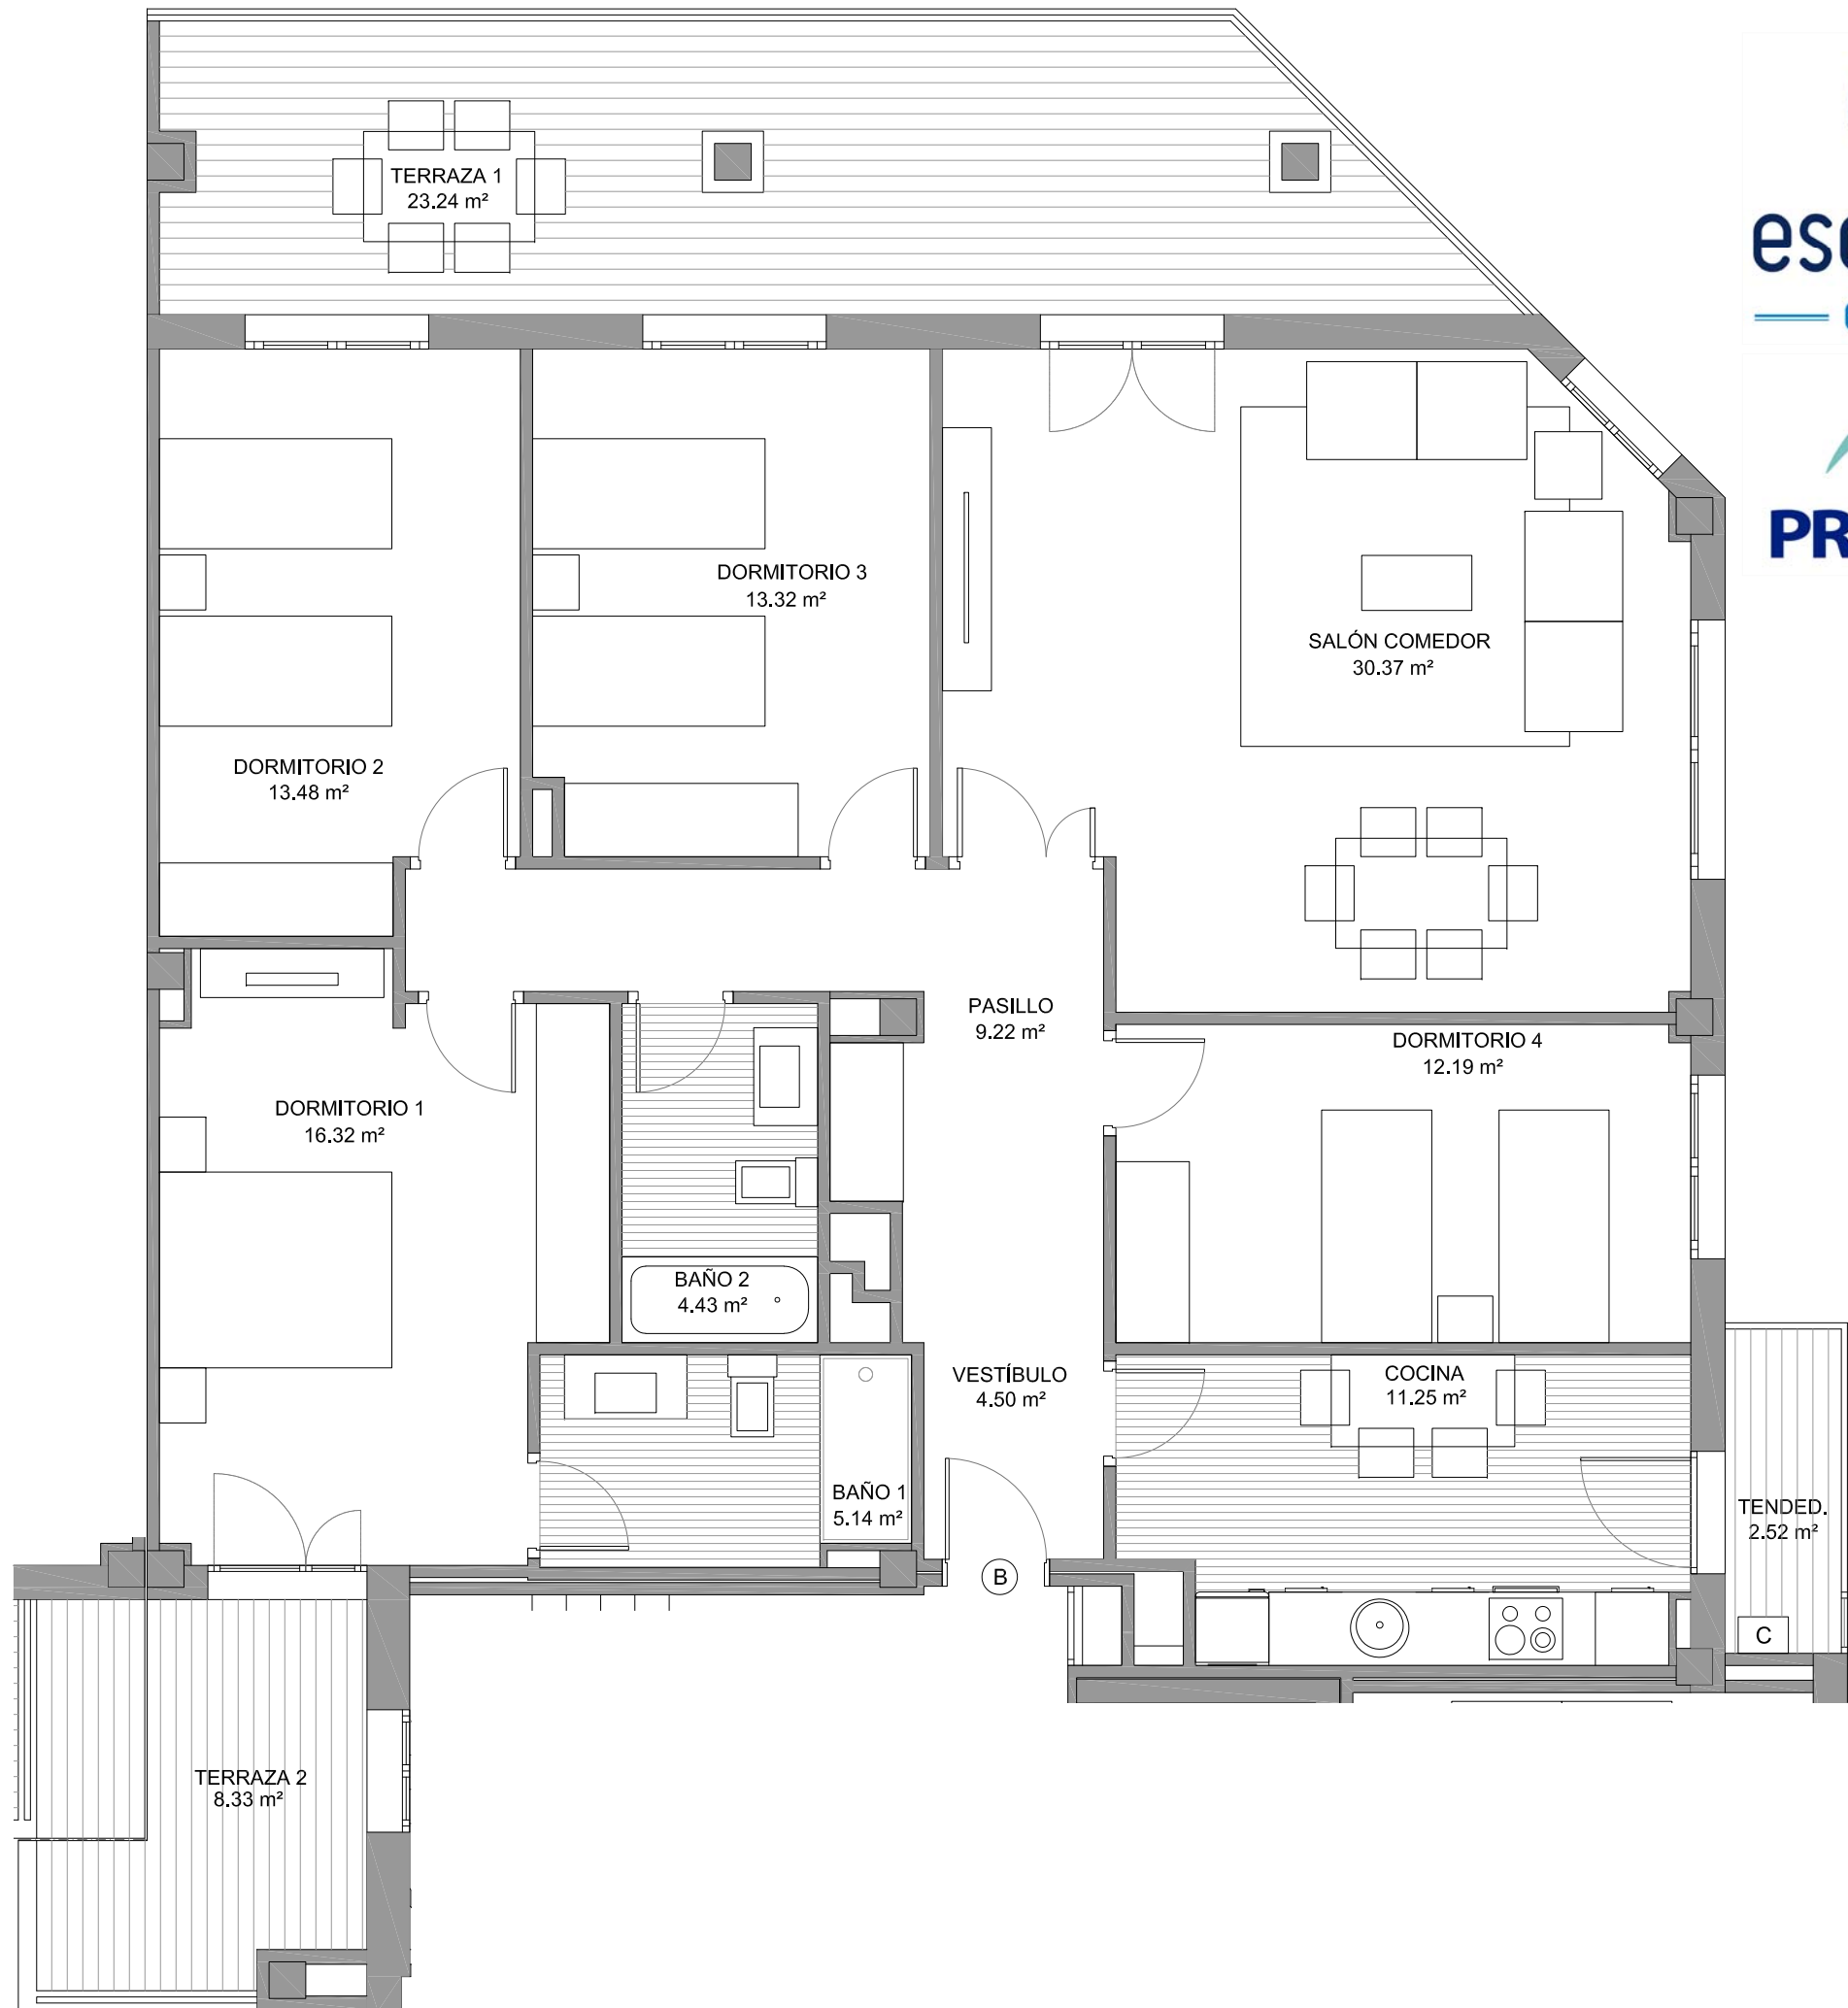 TERRAZA 1
23.24 m²
DORMITORIO 3
13.32 m²
SALÓN COMEDOR
30.37 m²
DORMITORIO 2
13.48 m²
PASILLO
9.22 m²
DORMITORIO 4
12.19 m²
DORMITORIO 1
16.32 m²
BAÑO 2
4.43 m²
VESTÍBULO
4.50 m²
COCINA
11.25 m²
BAÑO 1
5.14 m²
TENDED.
2.52 m²
B
C
TERRAZA 2
8.33 m²